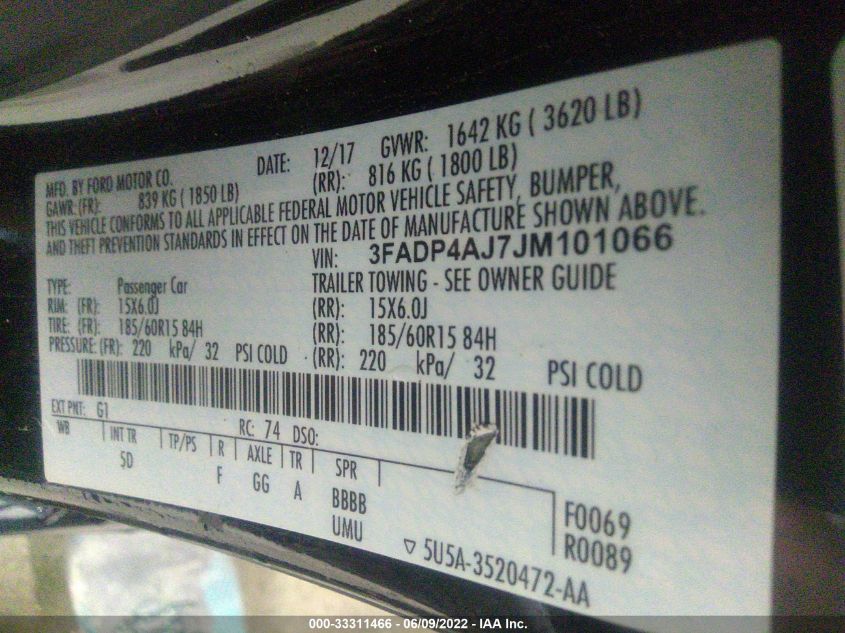 MFD. BY FORD MOTOR CO. DATE: 12/17 GVWR: 1642 KG ( 3620 LB)
GAWR: (FR): 839 KG ( 1850 LB) (RR): 816 KG ( 1800 LB)
THIS VEHICLE CONFORMS TO ALL APPLICABLE FEDERAL MOTOR VEHICLE SAFETY, BUMPER,
AND THEFT PREVENTION STANDARDS IN EFFECT ON THE DATE OF MANUFACTURE SHOWN ABOVE.
VIN: 3FADP4AJ7JM101066
TYPE: Passenger Car TRAILER TOWING - SEE OWNER GUIDE
RIM: (FR): 15X6.0J (RR): 15X6.0J
TIRE: (FR): 185/60R15 84H (RR): 185/60R15 84H
PRESSURE: (FR): 220 kPa/ 32 PSI COLD (RR): 220 kPa/ 32 PSI COLD
EXT PNT: G1 RC: 74 DSO:
WB INT TR TP/PS R AXLE TR SPR
5D F GG A BBBB
UMU
F0069
R0089
5U5A-3520472-AA
000-33311466 - 06/09/2022 - IAA Inc.